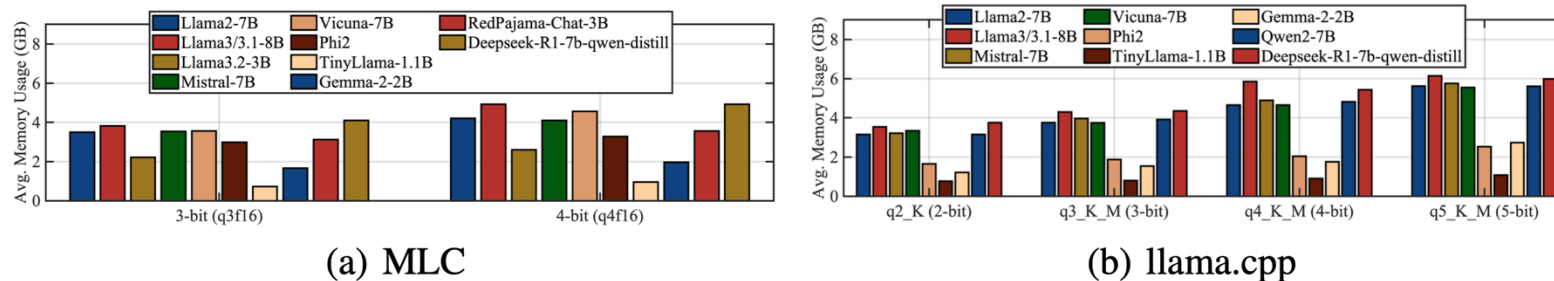 Avg. Memory Usage (GB)
8
6
4
2
0
Llama2-7B
Llama3/3.1-8B
Llama3.2-3B
Mistral-7B
Vicuna-7B
Phi2
TinyLlama-1.1B
Gemma-2-2B
RedPajama-Chat-3B
Deepseek-R1-7b-qwen-distill
3-bit (q3f16)
4-bit (q4f16)
(a) MLC
Avg. Memory Usage (GB)
8
6
4
2
0
Llama2-7B
Llama3/3.1-8B
Mistral-7B
Vicuna-7B
Phi2
TinyLlama-1.1B
Gemma-2-2B
Qwen2-7B
Deepseek-R1-7b-qwen-distill
q2_K (2-bit)
q3_K_M (3-bit)
q4_K_M (4-bit)
q5_K_M (5-bit)
(b) llama.cpp